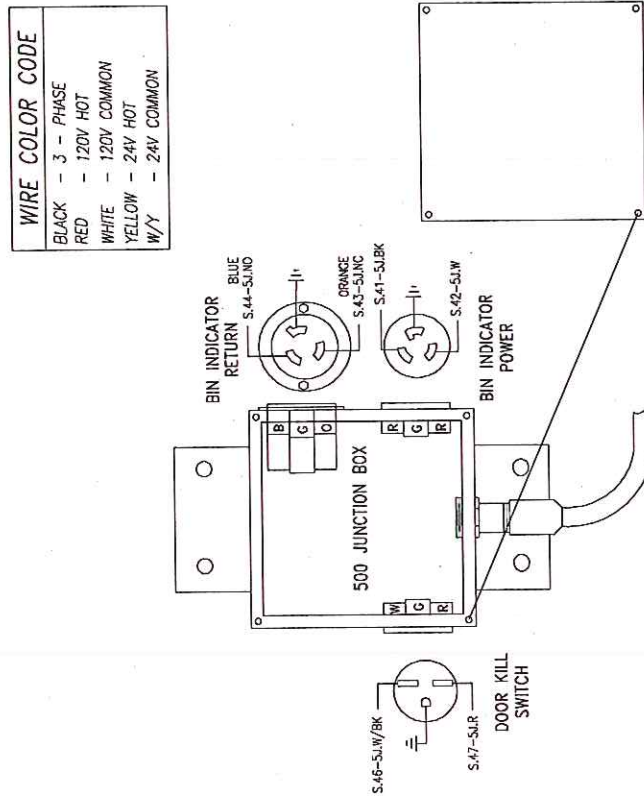 WIRE COLOR CODE
BLACK - 3 - PHASE
RED - 120V HOT
WHITE - 120V COMMON
YELLOW - 24V HOT
W/Y - 24V COMMON
BIN INDICATOR
RETURN
BLUE
S.44-5J.NO
ORANGE
S.43-5J.NC
S.41-5J.BK
S.42-5J.W
BIN INDICATOR
POWER
B
G
O
R
G
R
500 JUNCTION BOX
W
G
R
S.46-5J.W/BK
S.47-5J.R
DOOR KILL
SWITCH